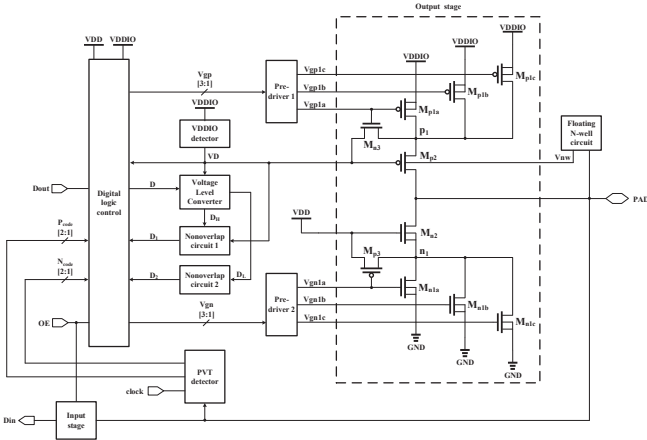 Output stage
VDD VDDIO
VDDIO
VDDIO
VDDIO
Vgp
[3:1]
Pre-
driver 1
Vgp1c
Vgp1b
Vgp1a
Mp1c
Mp1b
Mp1a
VDDIO
VDDIO
detector
Mn3
p1
Floating
N-well
circuit
VD
Mp2
Vnw
Dout
Digital
logic
control
D
Voltage
Level
Converter
PAD
DH
Pcode
[2:1]
D1
Nonoverlap
circuit 1
VDD
Mn2
Mp3
n1
Ncode
[2:1]
D2
Nonoverlap
circuit 2
DL
Vgn
[3:1]
Pre-
driver 2
Vgn1a
Vgn1b
Vgn1c
Mn1a
Mn1b
Mn1c
OE
GND
GND
GND
PVT
detector
clock
Din
Input
stage